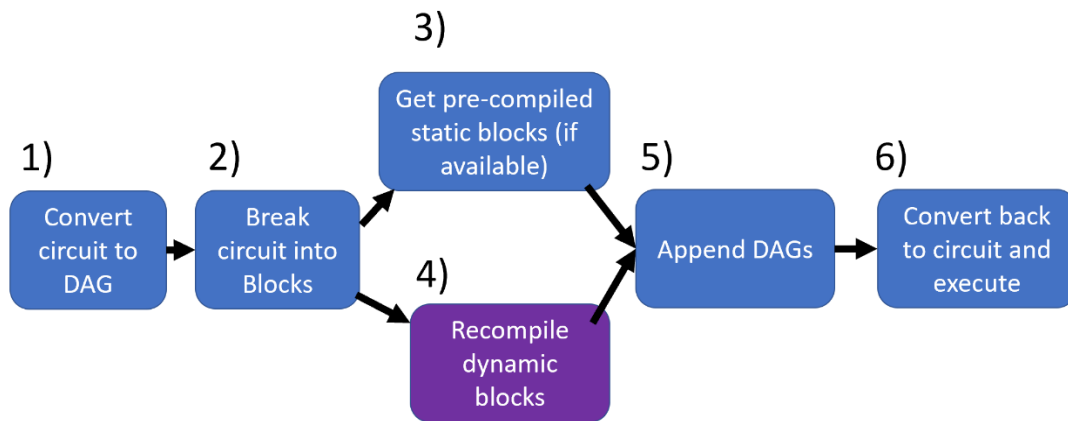 1)
Convert
circuit to
DAG
2)
Break
circuit into
Blocks
3)
Get pre-compiled
static blocks (if
available)
4)
Recompile
dynamic
blocks
5)
Append DAGs
6)
Convert back
to circuit and
execute